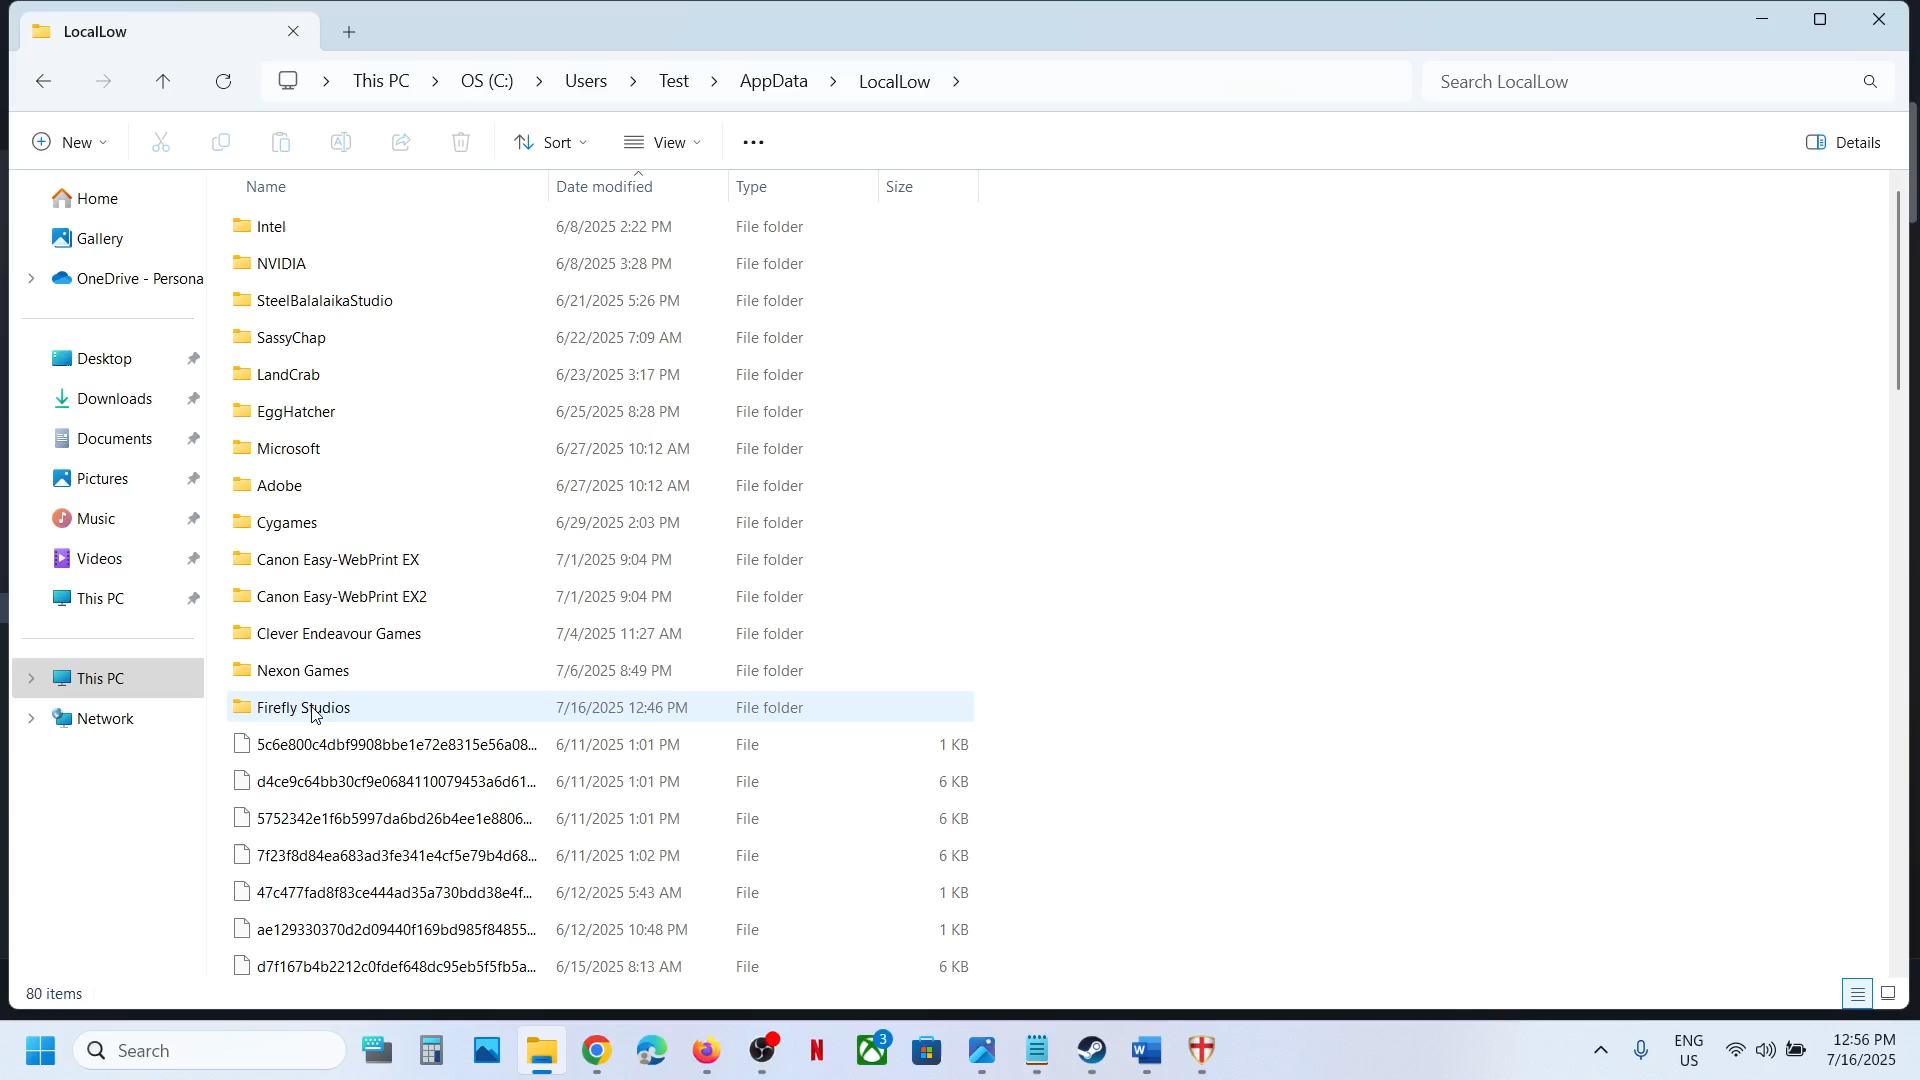 LocalLow
This PC > OS (C:) > Users > Test > AppData > LocalLow >
Search LocalLow
New
Sort
View
Details
Name Date modified Type Size
Home
Gallery
OneDrive - Persona
Desktop
Downloads
Documents
Pictures
Music
Videos
This PC
This PC
Network
Intel 6/8/2025 2:22 PM File folder
NVIDIA 6/8/2025 3:28 PM File folder
SteelBalalaikaStudio 6/21/2025 5:26 PM File folder
SassyChap 6/22/2025 7:09 AM File folder
LandCrab 6/23/2025 3:17 PM File folder
EggHatcher 6/25/2025 8:28 PM File folder
Microsoft 6/27/2025 10:12 AM File folder
Adobe 6/27/2025 10:12 AM File folder
Cygames 6/29/2025 2:03 PM File folder
Canon Easy-WebPrint EX 7/1/2025 9:04 PM File folder
Canon Easy-WebPrint EX2 7/1/2025 9:04 PM File folder
Clever Endeavour Games 7/4/2025 11:27 AM File folder
Nexon Games 7/6/2025 8:49 PM File folder
Firefly Studios 7/16/2025 12:46 PM File folder
5c6e800c4dbf9908bbe1e72e8315e56a08... 6/11/2025 1:01 PM File 1 KB
d4ce9c64bb30cf9e0684110079453a6d61... 6/11/2025 1:01 PM File 6 KB
5752342e1f6b5997da6bd26b4ee1e8806... 6/11/2025 1:01 PM File 6 KB
7f23f8d84ea683ad3fe341e4cf5e79b4d68... 6/11/2025 1:02 PM File 6 KB
47c477fad8f83ce444ad35a730bdd38e4f... 6/12/2025 5:43 AM File 1 KB
ae129330370d2d09440f169bd985f84855... 6/12/2025 10:48 PM File 1 KB
d7f167b4b2212c0fdef648dc95eb5f5fb5a... 6/15/2025 8:13 AM File 6 KB
80 items
Search
3
ENG
US
12:56 PM
7/16/2025